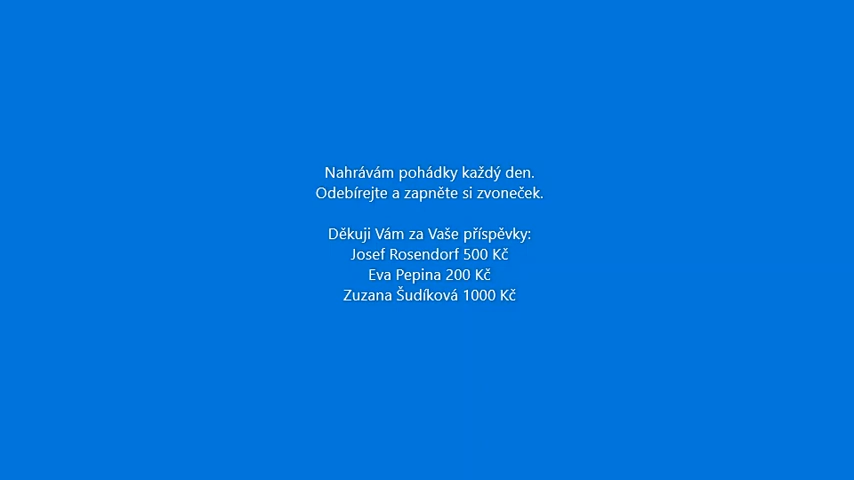 Nahrávám pohádky každý den.
Odebírejte a zapněte si zvoneček.
Děkuji Vám za Vaše příspěvky:
Josef Rosendorf 500 Kč
Eva Pepina 200 Kč
Zuzana Šudíková 1000 Kč